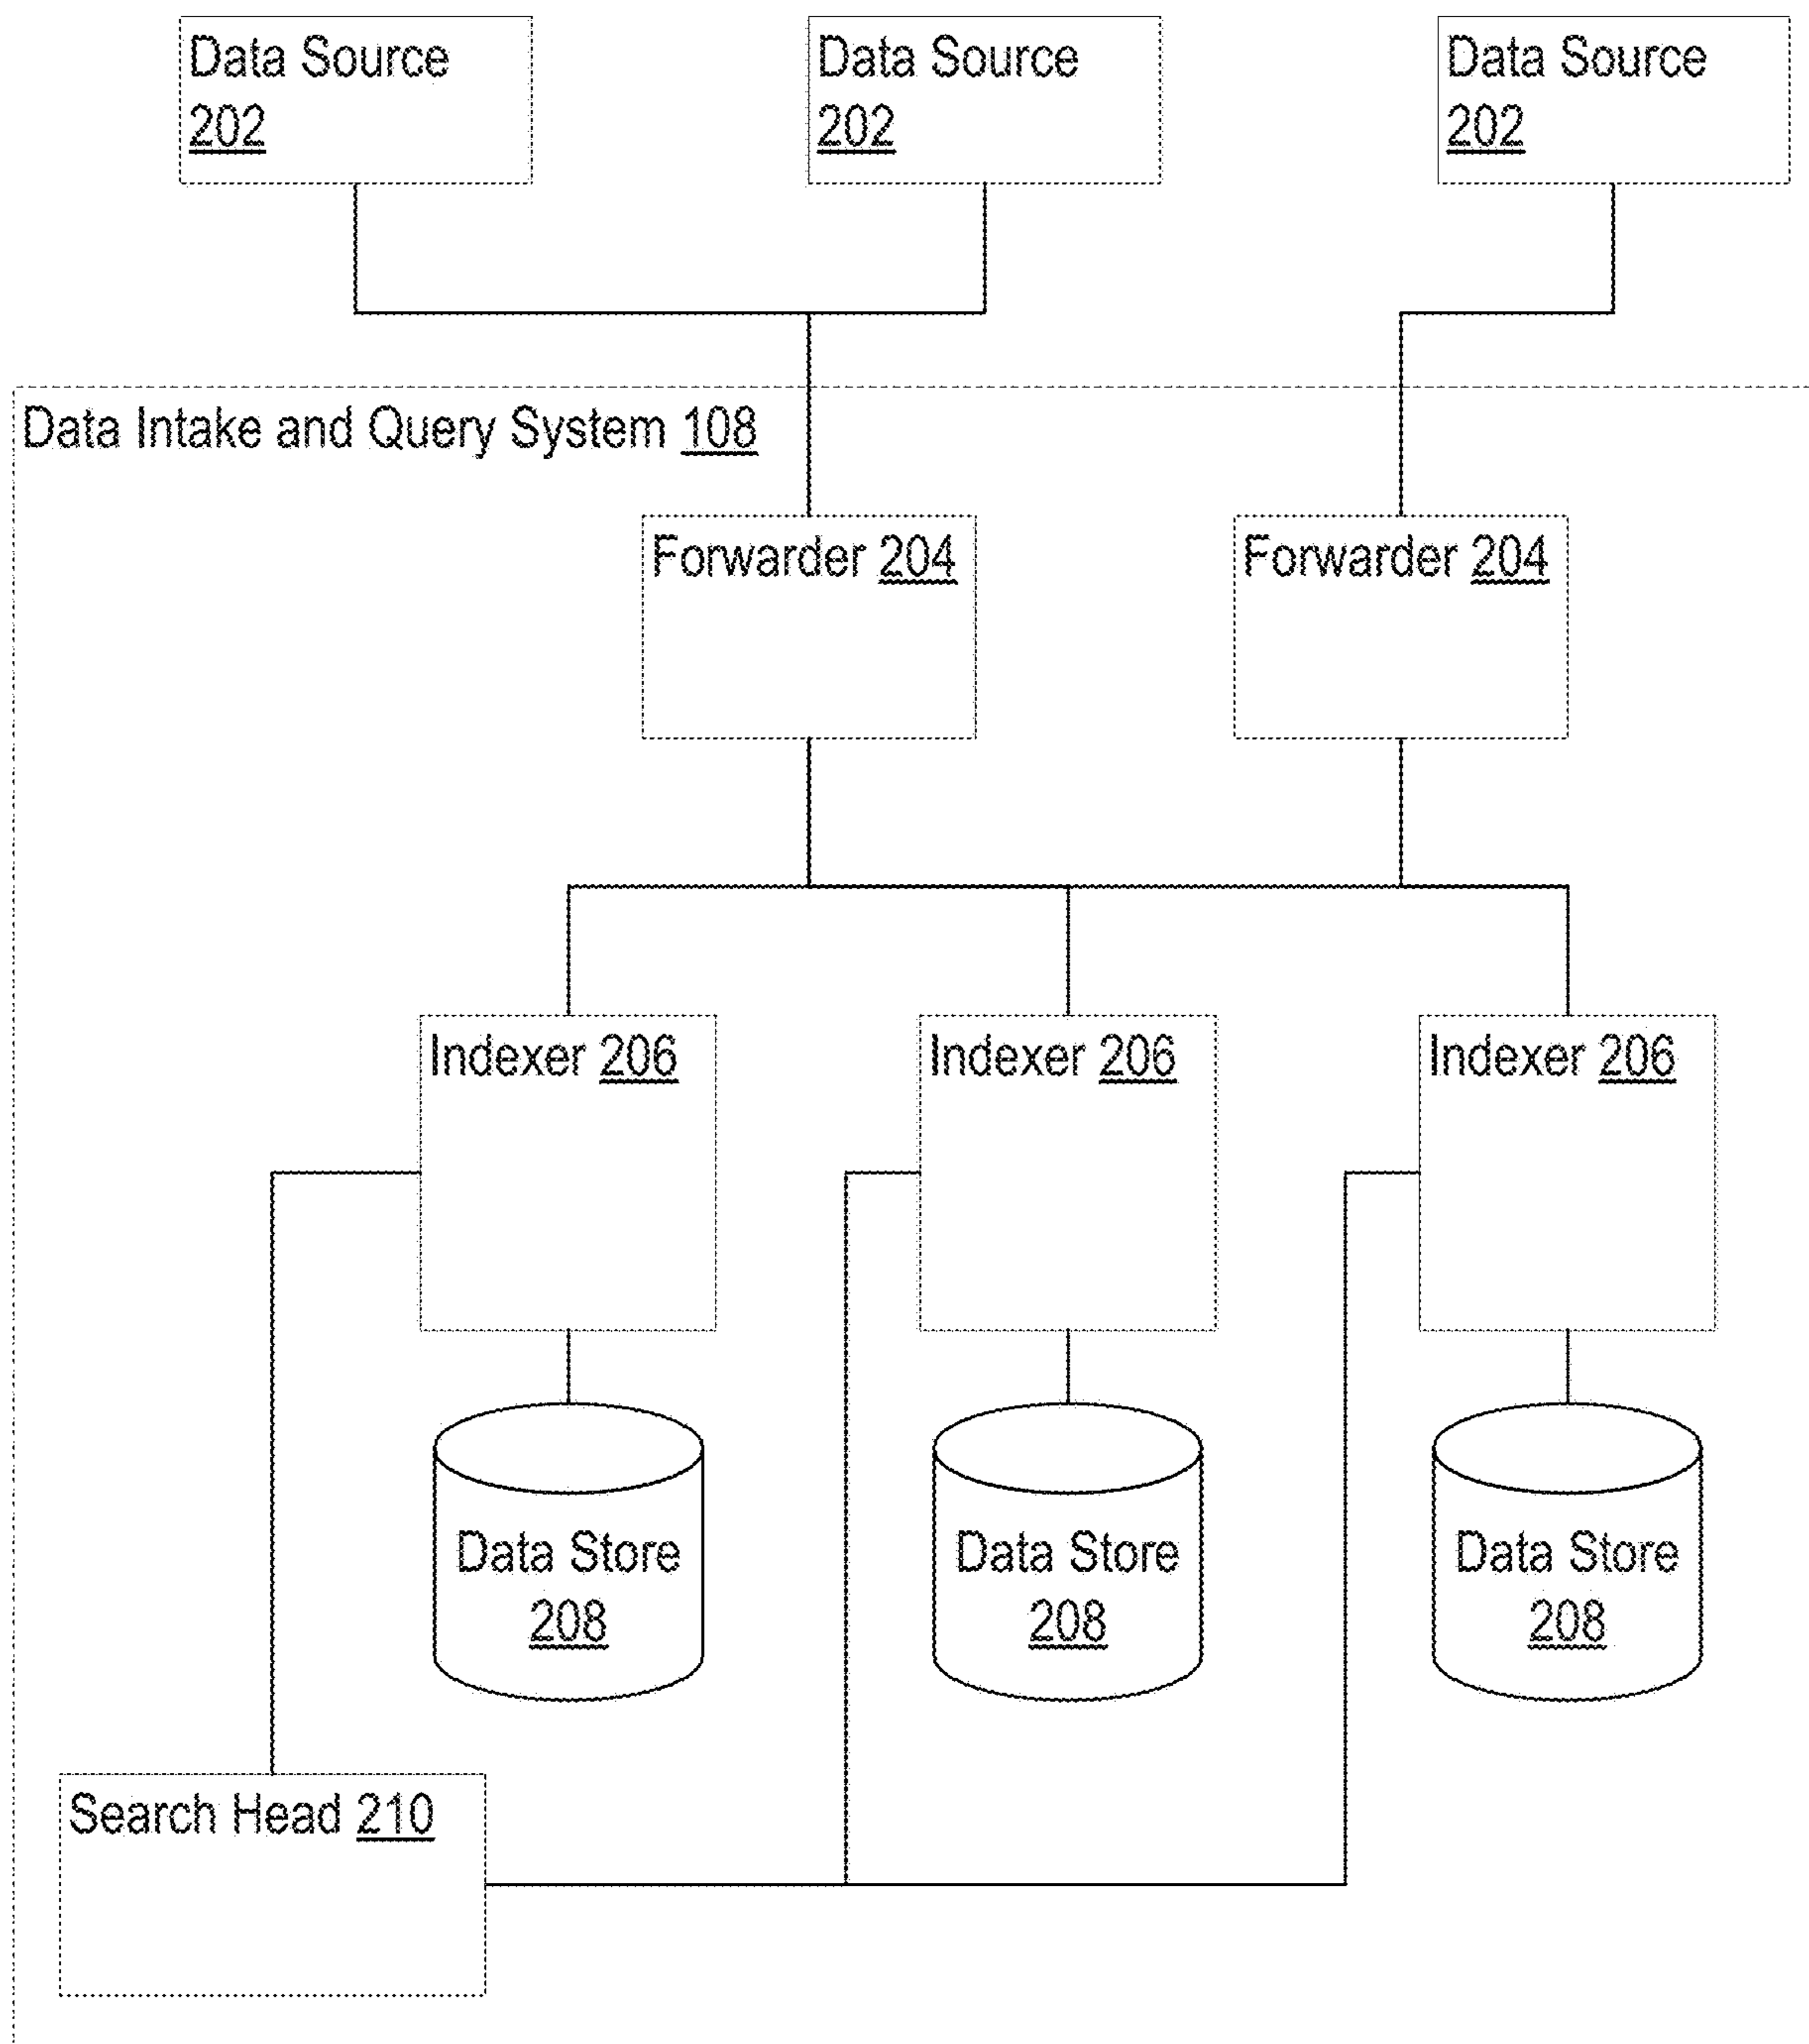 Data Source
202
Data Source
202
Data Source
202
Data Intake and Query System 108
Forwarder 204
Forwarder 204
Indexer 206
Indexer 206
Indexer 206
Data Store
208
Data Store
208
Data Store
208
Search Head 210